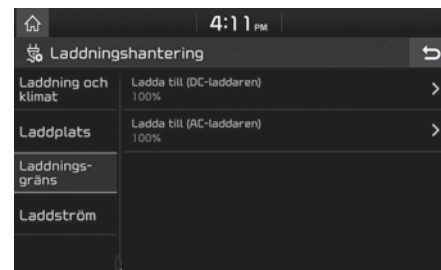 4:11 PM
Laddningshantering
Laddning och
klimat
Ladda till (DC-laddaren)
100%
Laddplats
Ladda till (AC-laddaren)
100%
Laddnings-
gräns
Laddström